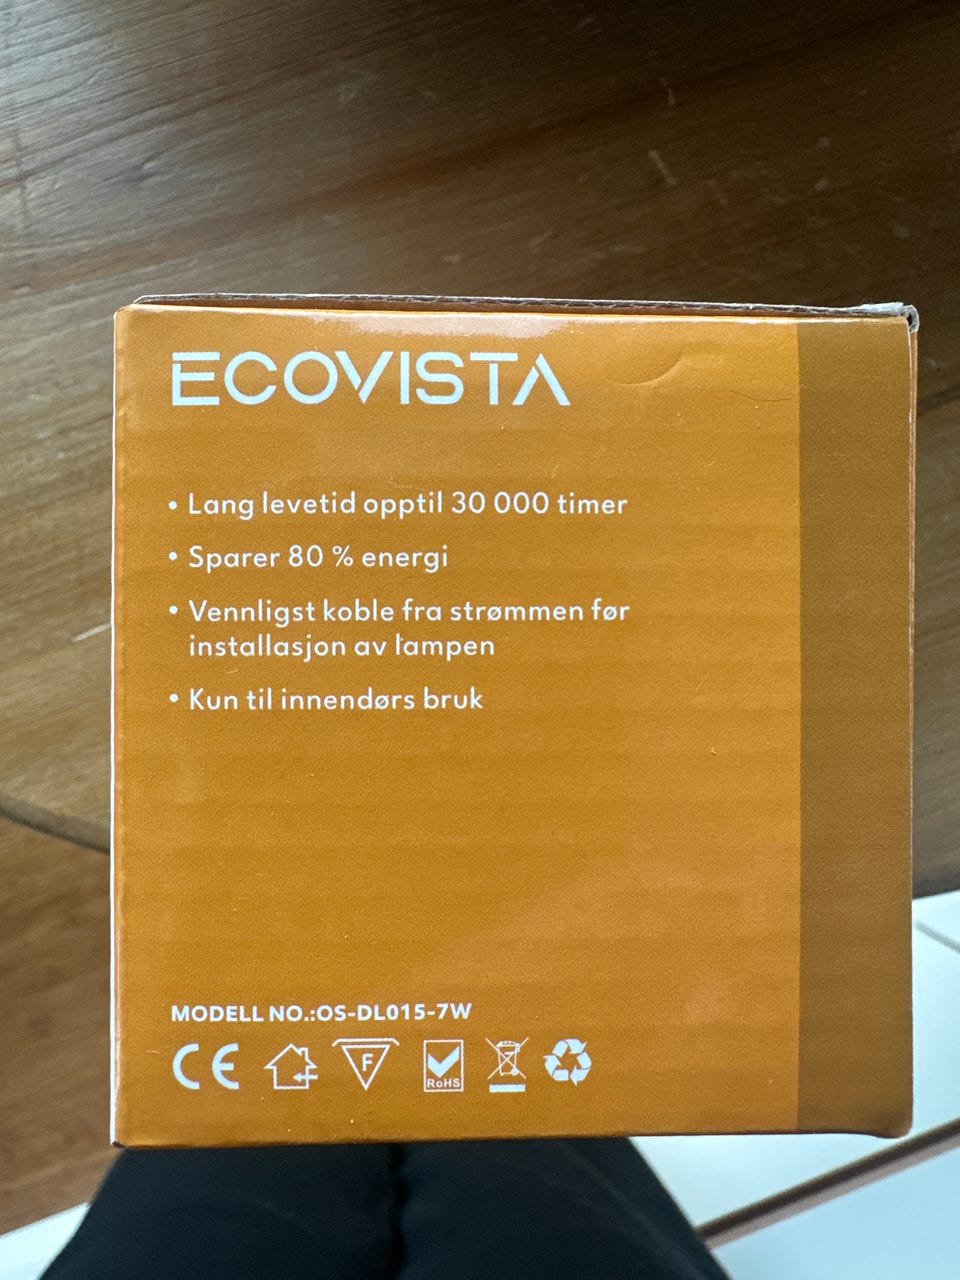 ECOVISTA
• Lang levetid opptil 30 000 timer
• Sparer 80 % energi
• Vennligst koble fra strømmen før
installasjon av lampen
• Kun til innendørs bruk
MODELL NO.:OS-DL015-7W
CE F RoHS